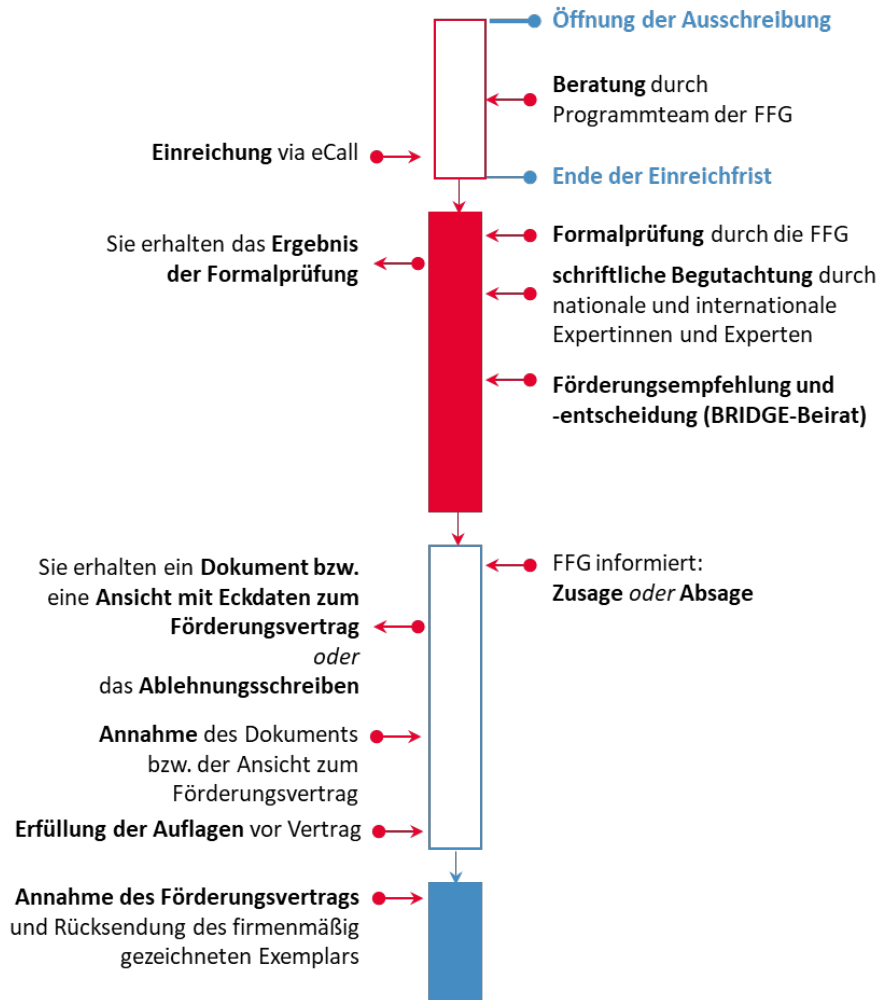 Öffnung der Ausschreibung
Beratung durch
Programmteam der FFG
Einreichung via eCall
Ende der Einreichfrist
Formalprüfung durch die FFG
Sie erhalten das Ergebnis
der Formalprüfung
schriftliche Begutachtung durch
nationale und internationale
Expertinnen und Experten
Förderungsempfehlung und
-entscheidung (BRIDGE-Beirat)
FFG informiert:
Zusage oder Absage
Sie erhalten ein Dokument bzw.
eine Ansicht mit Eckdaten zum
Förderungsvertrag
oder
das Ablehnungsschreiben
Annahme des Dokuments
bzw. der Ansicht zum
Förderungsvertrag
Erfüllung der Auflagen vor Vertrag
Annahme des Förderungsvertrags
und Rücksendung des firmenmäßig
gezeichneten Exemplars